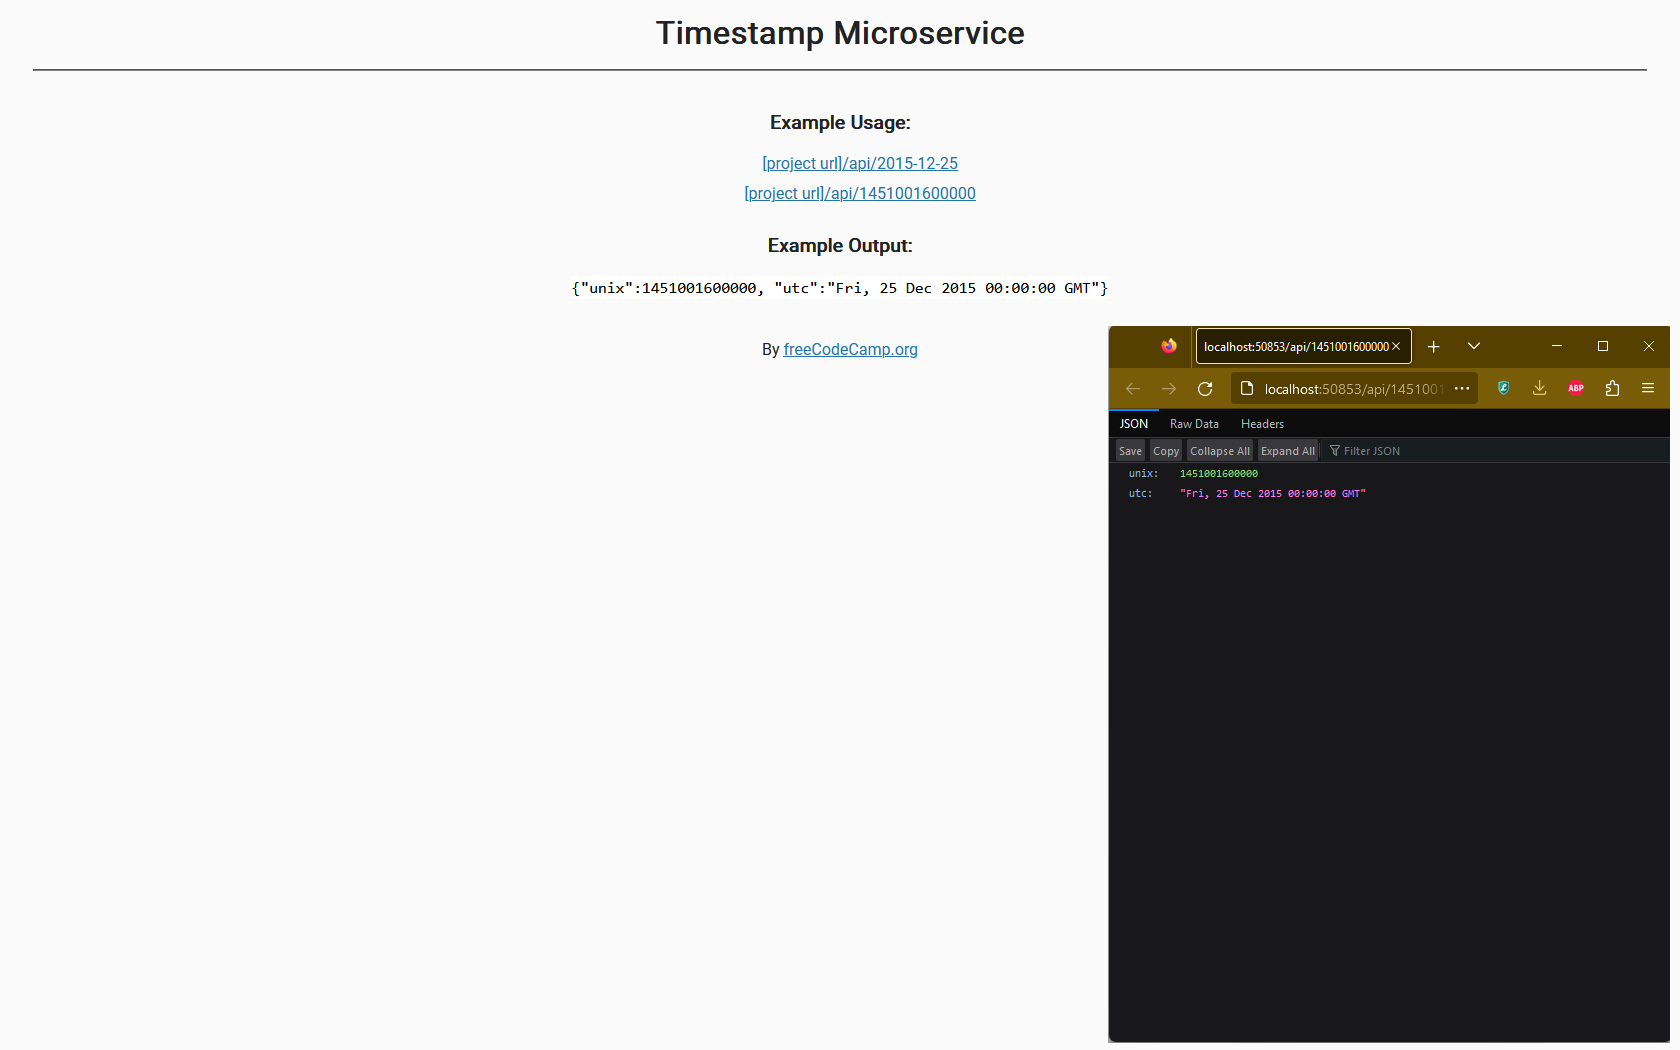 Timestamp Microservice
Example Usage:
[project url]/api/2015-12-25
[project url]/api/1451001600000
Example Output:
{"unix":1451001600000, "utc":"Fri, 25 Dec 2015 00:00:00 GMT"}
By freeCodeCamp.org
localhost:50853/api/1451001600000
localhost:50853/api/145100
ABP
JSON Raw Data Headers
Save Copy Collapse All Expand All Filter JSON
unix: 1451001600000
utc: "Fri, 25 Dec 2015 00:00:00 GMT"